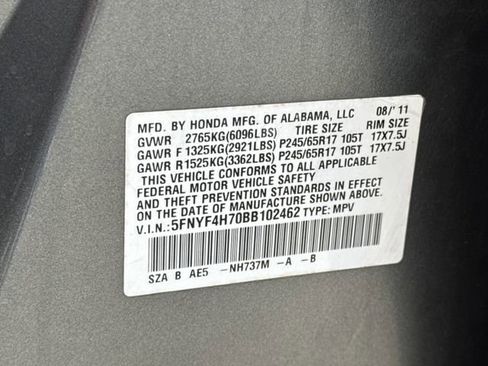 MFD. BY HONDA MFG. OF ALABAMA, LLC 08/'11
GVWR 2765KG(6096LBS) TIRE SIZE RIM SIZE
GAWR F 1325KG(2921LBS) P245/65R17 105T 17X7.5J
GAWR R1525KG(3362LBS) P245/65R17 105T 17X7.5J
THIS VEHICLE CONFORMS TO ALL APPLICABLE
FEDERAL MOTOR VEHICLE SAFETY
AND THEFT PREVENTION STANDARDS IN EFFECT
ON THE DATE OF MANUFACTURE SHOWN ABOVE.
V.I.N.: 5FNYF4H70BB102462 TYPE: MPV
SZA B AE5 -NH737M -A -B